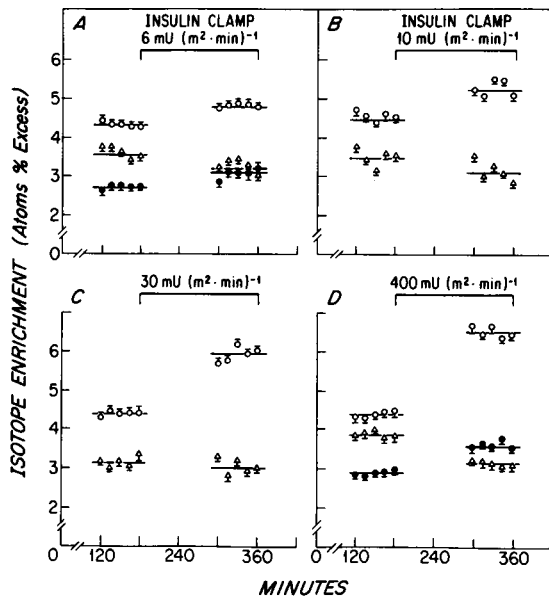 A
INSULIN CLAMP
6 mU (m²·min)⁻¹
B
INSULIN CLAMP
10 mU (m²·min)⁻¹
6
5
4
3
2
0
0
C
30 mU (m²·min)⁻¹
D
400 mU (m²·min)⁻¹
6
5
4
3
2
0
120
240
360
0
120
240
360
ISOTOPE ENRICHMENT (Atoms % Excess)
MINUTES